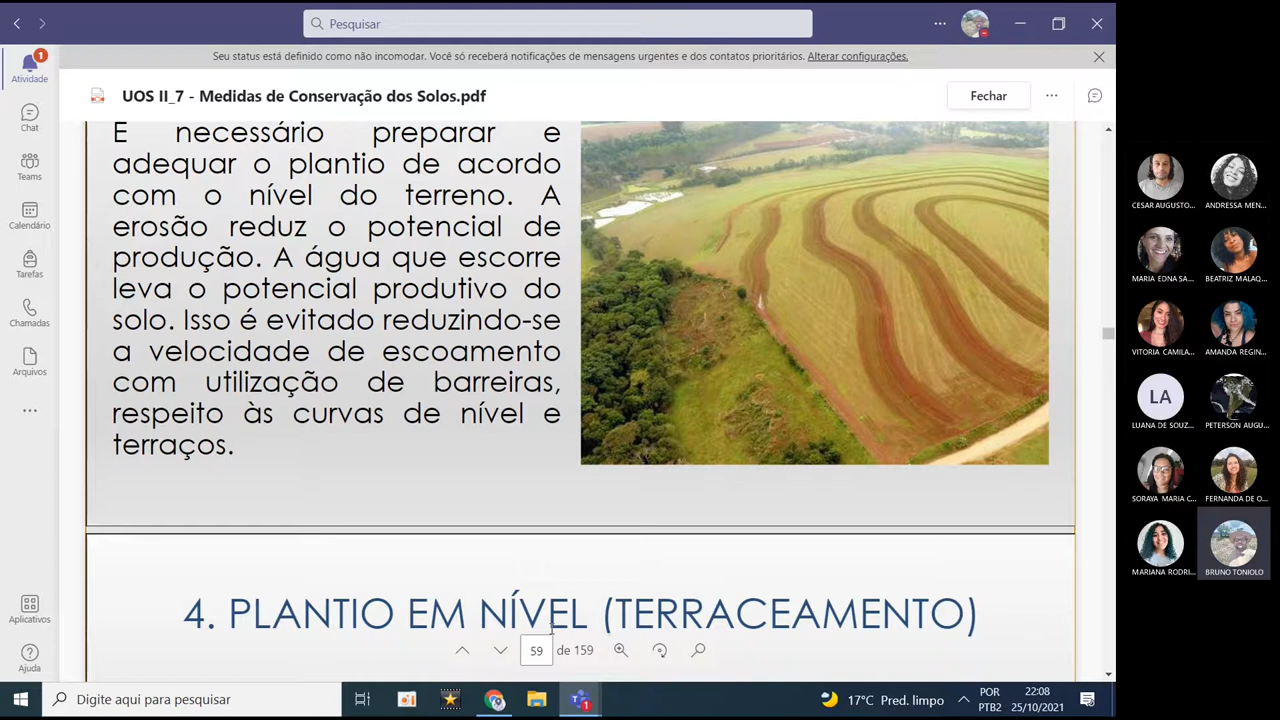 Pesquisar
Seu status está definido como não incomodar. Você só receberá notificações de mensagens urgentes e dos contatos prioritários. Alterar configurações.
1
Atividade
Chat
Teams
Calendário
Tarefas
Chamadas
Arquivos
Aplicativos
Ajuda
UOS II_7 - Medidas de Conservação dos Solos.pdf
Fechar
É necessário preparar e
adequar o plantio de acordo
com o nível do terreno. A
erosão reduz o potencial de
produção. A água que escorre
leva o potencial produtivo do
solo. Isso é evitado reduzindo-se
a velocidade de escoamento
com utilização de barreiras,
respeito às curvas de nível e
terraços.
4. PLANTIO EM NÍVEL (TERRACEAMENTO)
59 de 159
CESAR AUGUSTO...
ANDRESSA MEN...
MARIA EDNA SA...
BEATRIZ MALAQ...
VITORIA CAMILA...
AMANDA REGIN...
LA
LUANA DE SOUZ...
PETERSON AUGU...
SORAYA MARIA C...
FERNANDA DE O...
MARIANA RODRI...
BRUNO TONIOLO
Digite aqui para pesquisar
1
17°C Pred. limpo
POR
PTB2
22:08
25/10/2021